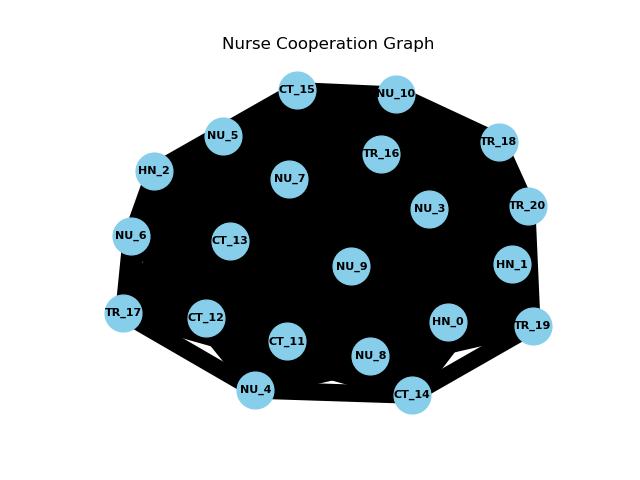 Nurse Cooperation Graph
CT_15
NU_10
NU_5
TR_18
TR_16
HN_2
NU_7
TR_20
NU_3
NU_6
CT_13
HN_1
NU_9
TR_17
CT_12
HN_0
TR_19
CT_11
NU_8
NU_4
CT_14